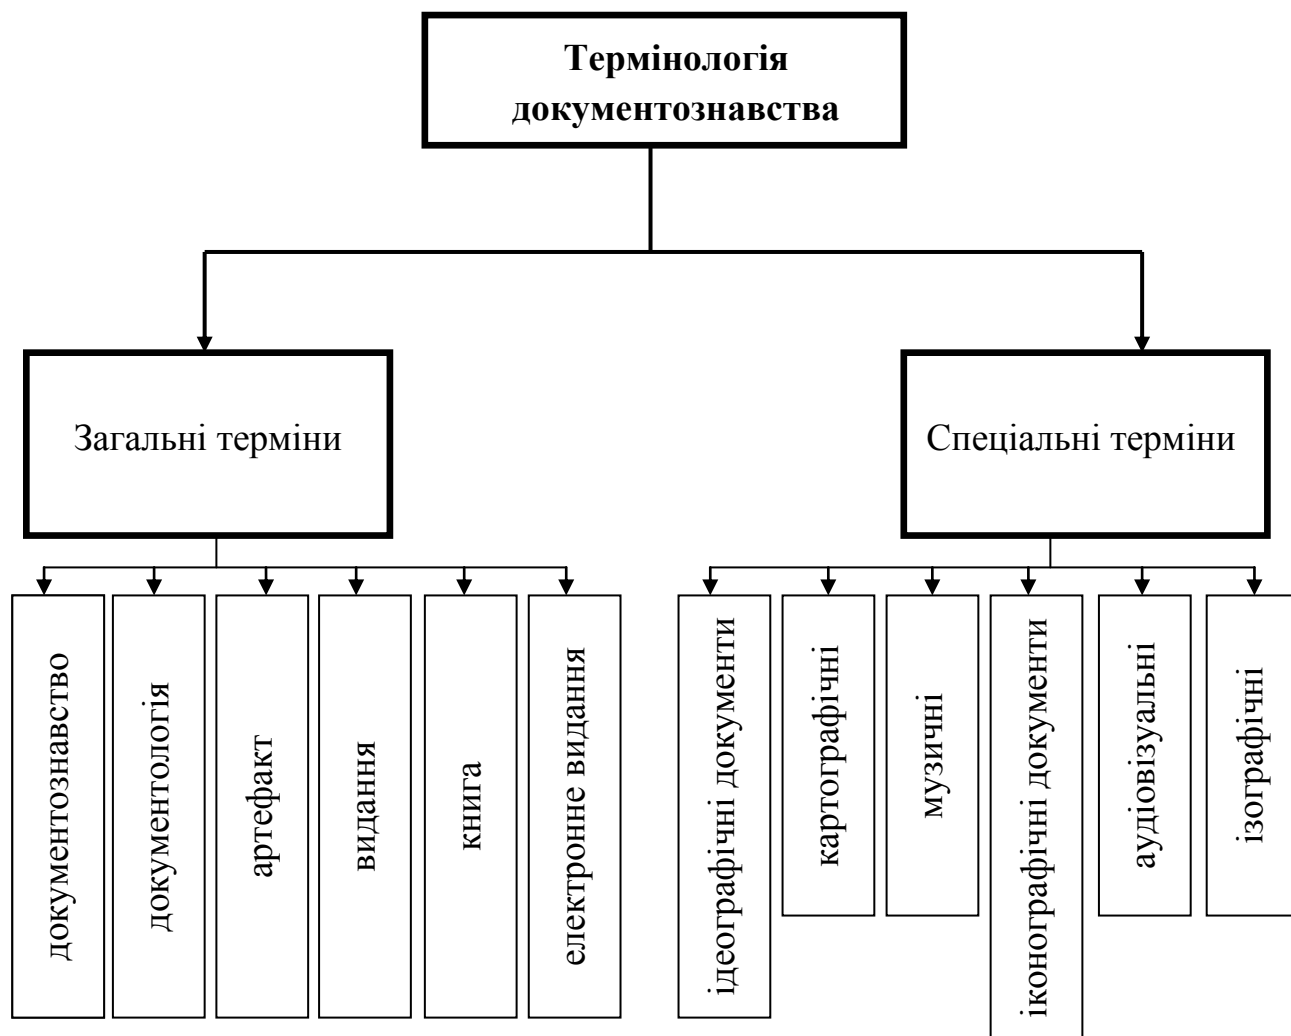 Термінологія
документознавства
Загальні терміни
Спеціальні терміни
документознавство
документологія
артефакт
видання
книга
електронне видання
ідеографічні документи
картографічні
музичні
іконографічні документи
аудіовізуальні
ізографічні